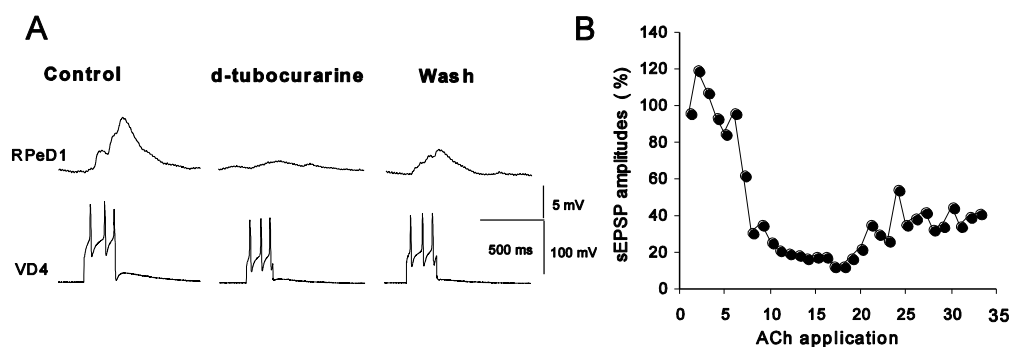 A
Control d-tubocurarine Wash
RPeD1
5 mV
500 ms 100 mV
VD4
B
sEPSP amplitudes (%)
140
120
100
80
60
40
20
0
0 5 10 15 20 25 30 35
ACh application